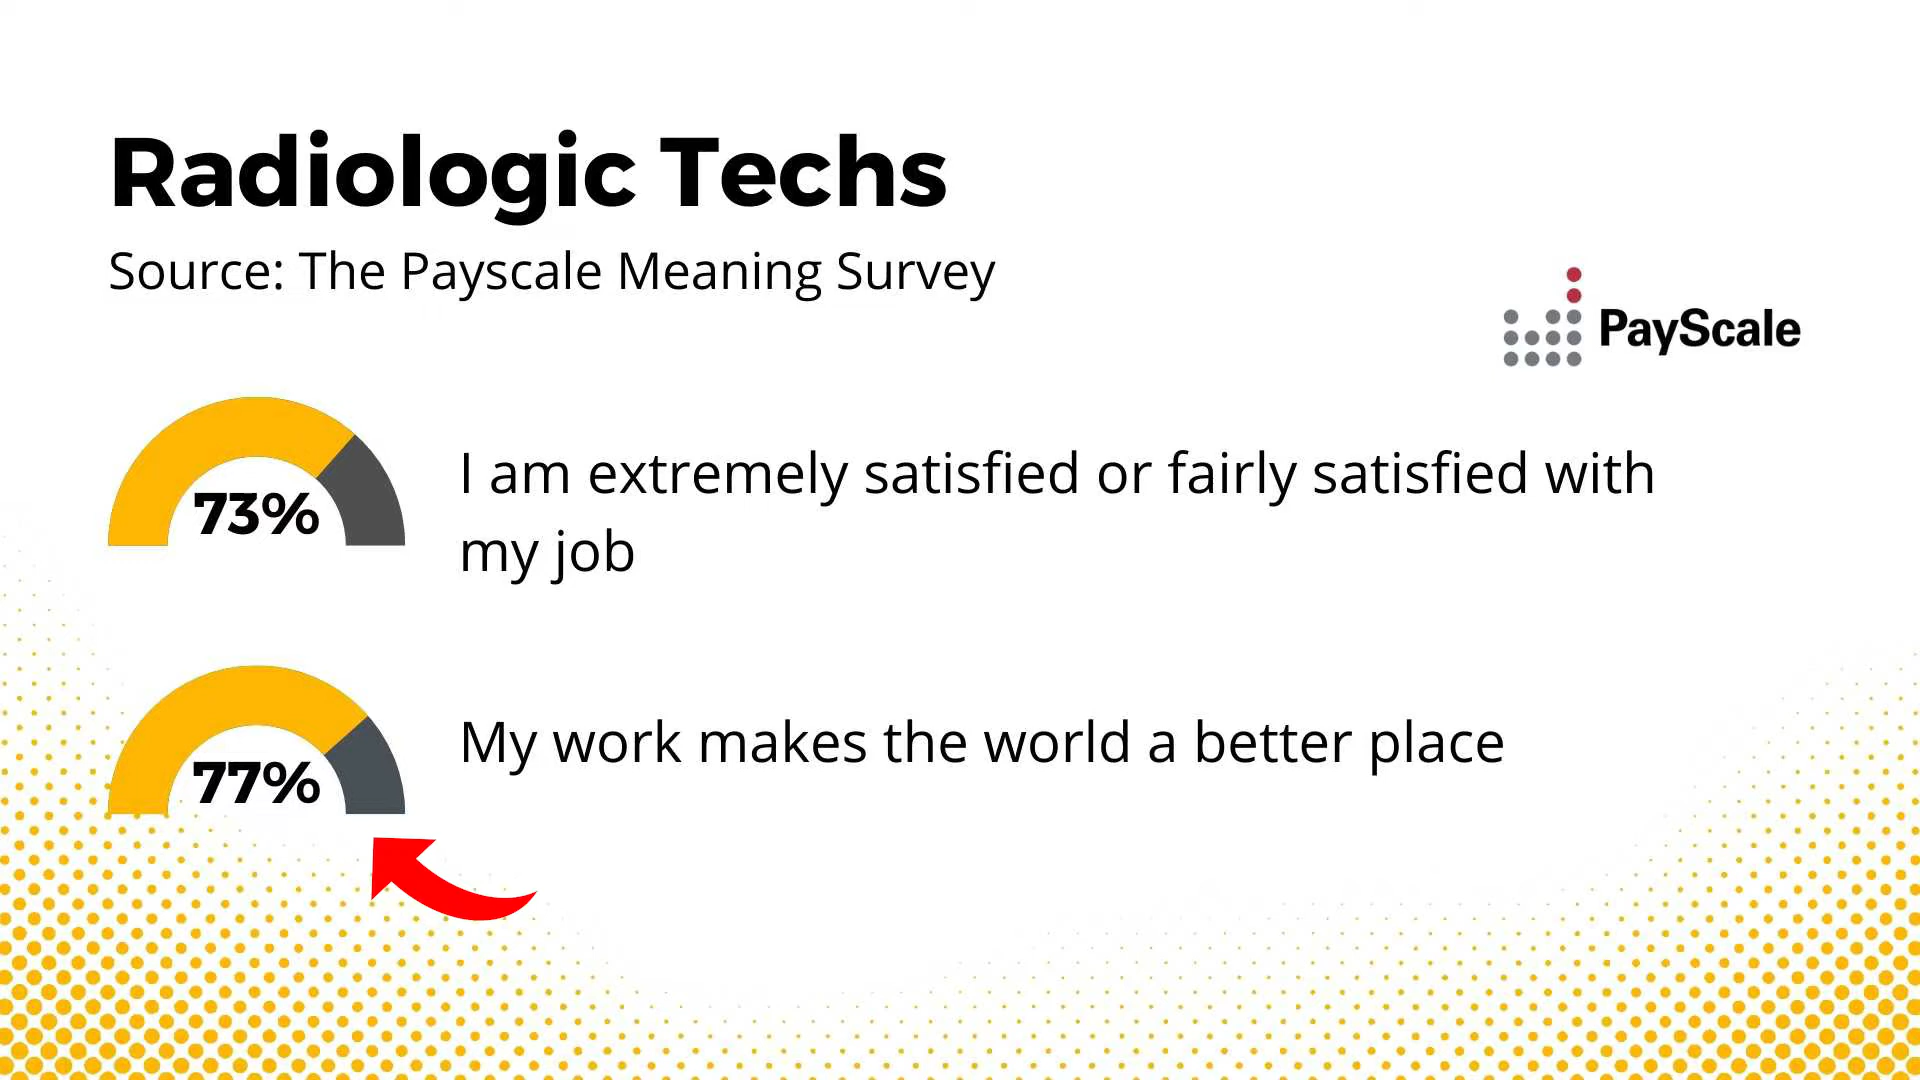 Radiologic Techs
Source: The Payscale Meaning Survey
PayScale
73%
I am extremely satisfied or fairly satisfied with
my job
77%
My work makes the world a better place